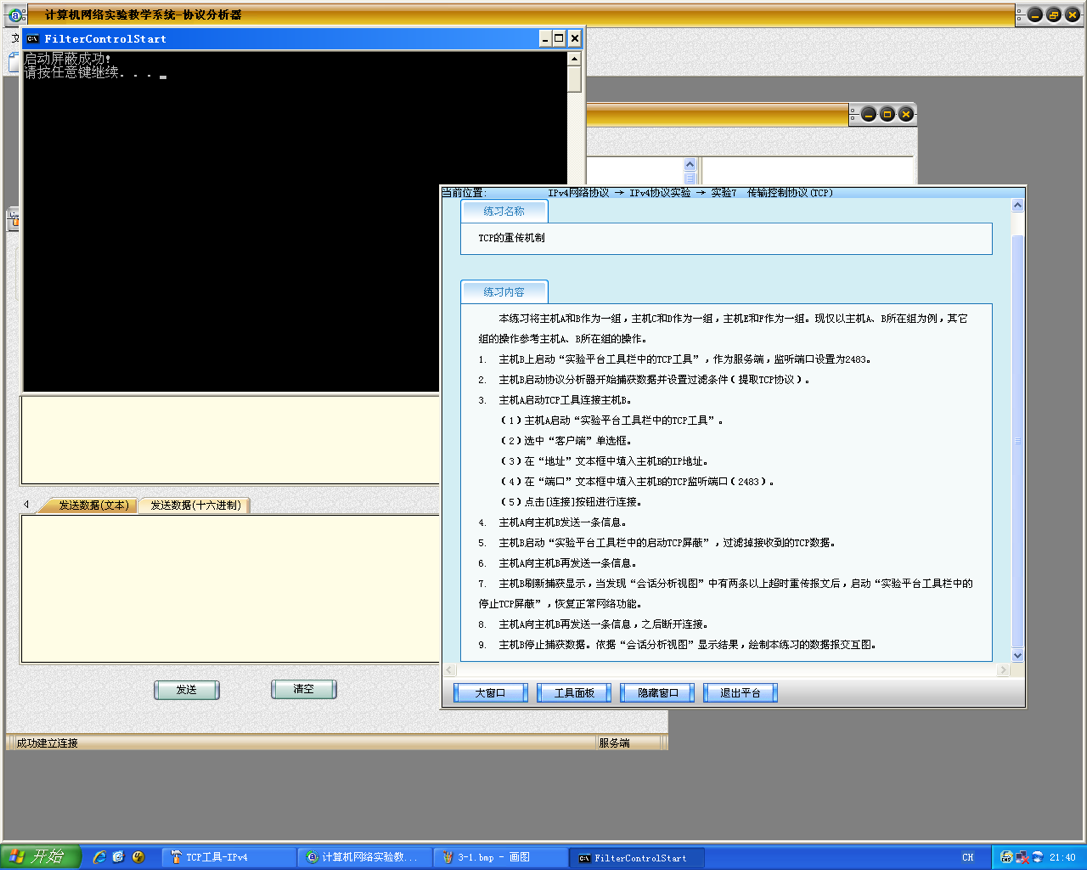 计算机网络实验教学系统-协议分析器
FilterControlStart
启动屏蔽成功!
请按任意键继续. . .
当前位置: IPv4网络协议 → IPv4协议实验 → 实验7 传输控制协议(TCP)
练习名称
TCP的重传机制
练习内容
本练习将主机A和B作为一组，主机C和D作为一组，主机E和F作为一组。现仅以主机A、B所在组为例，其它
组的操作参考主机A、B所在组的操作。
1. 主机B上启动“实验平台工具栏中的TCP工具”，作为服务端，监听端口设置为2483。
2. 主机B启动协议分析器开始捕获数据并设置过滤条件（提取TCP协议）。
3. 主机A启动TCP工具连接主机B。
（1）主机A启动“实验平台工具栏中的TCP工具”。
（2）选中“客户端”单选框。
（3）在“地址”文本框中填入主机B的IP地址。
（4）在“端口”文本框中填入主机B的TCP监听端口（2483）。
（5）点击[连接]按钮进行连接。
4. 主机A向主机B发送一条信息。
5. 主机B启动“实验平台工具栏中的启动TCP屏蔽”，过滤掉接收到的TCP数据。
6. 主机A向主机B再发送一条信息。
7. 主机B刷新捕获显示，当发现“会话分析视图”中有两条以上超时重传报文后，启动“实验平台工具栏中的
停止TCP屏蔽”，恢复正常网络功能。
8. 主机A向主机B再发送一条信息，之后断开连接。
9. 主机B停止捕获数据。依据“会话分析视图”显示结果，绘制本练习的数据报交互图。
大窗口 工具面板 隐藏窗口 退出平台
发送数据(文本) 发送数据(十六进制)
发送 清空
成功建立连接 服务端
开始 TCP工具-IPv4 计算机网络实验教... 3-1.bmp - 画图 FilterControlStart CH 21:40